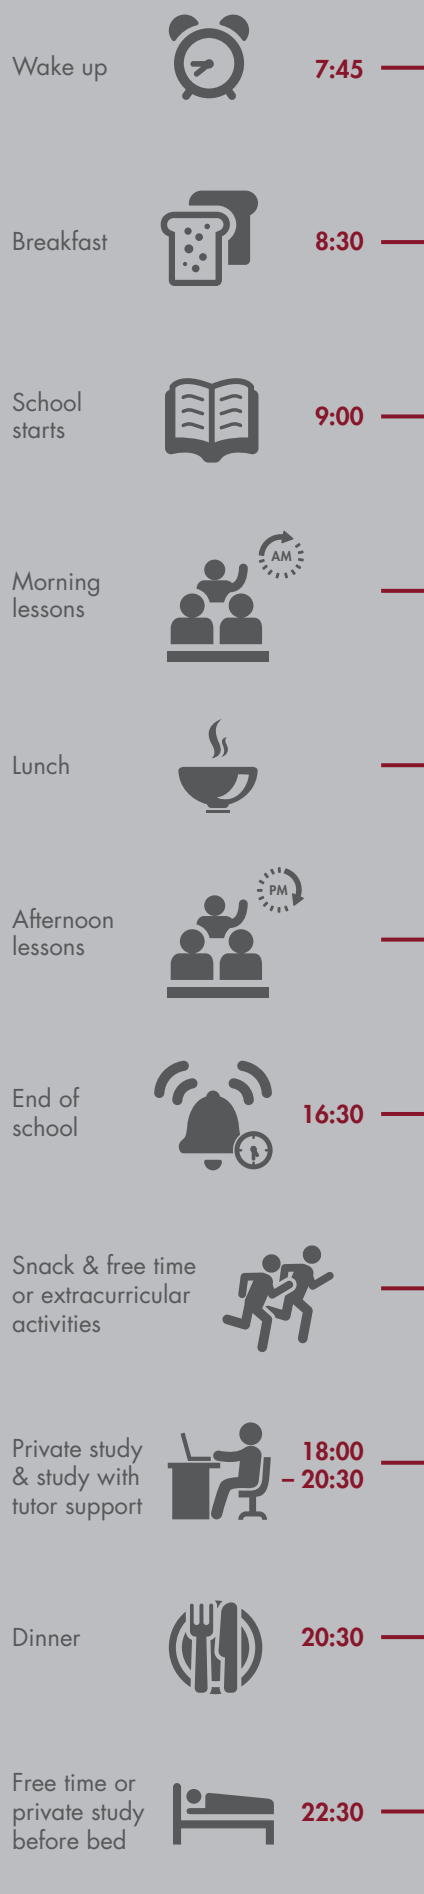 Wake up
7:45
Breakfast
8:30
School
starts
9:00
AM
Morning
lessons
Lunch
PM
Afternoon
lessons
End of
school
16:30
Snack & free time
or extracurricular
activities
Private study
& study with
tutor support
18:00
– 20:30
Dinner
20:30
Free time or
private study
before bed
22:30